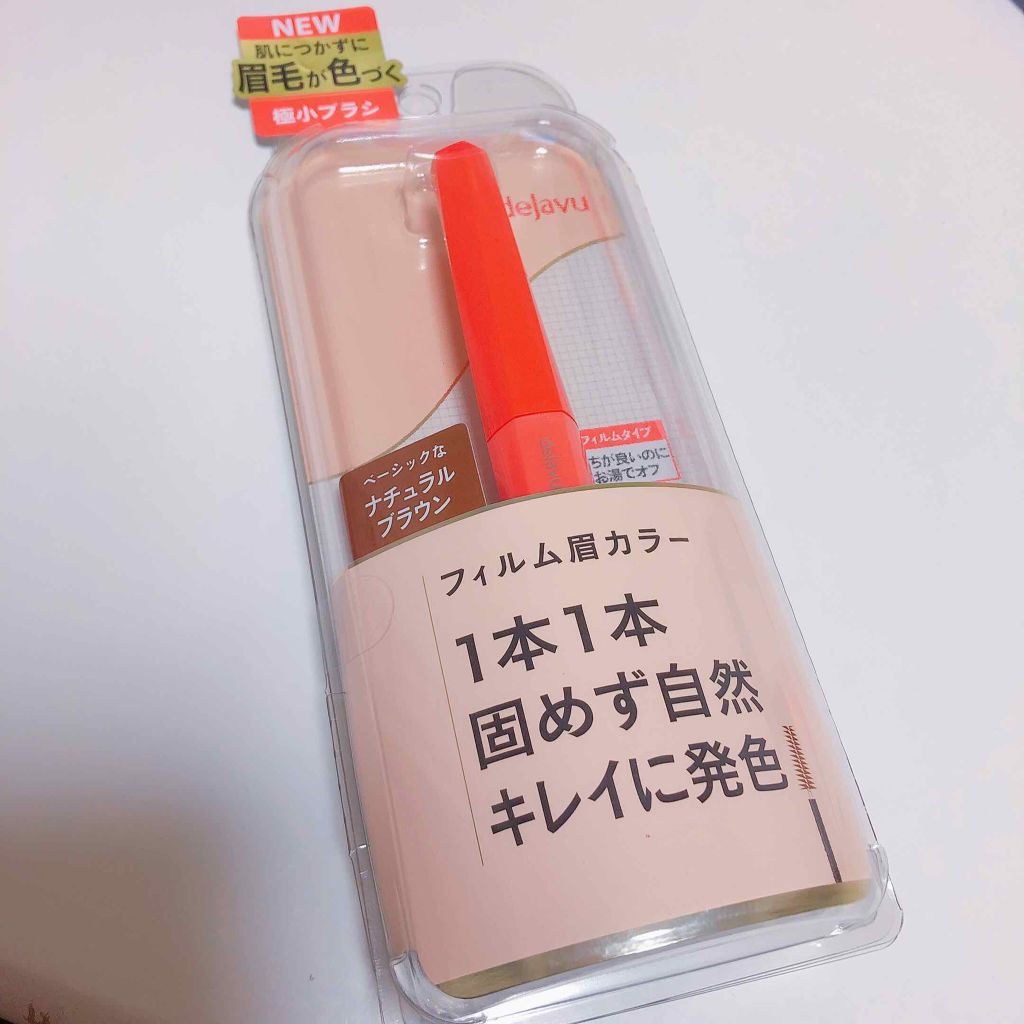 NEW
肌につかずに
眉毛が色づく
極小ブラシ
dejavu
フィルムタイプ
ちが良いのに
お湯でオフ
ベーシックな
ナチュラル
ブラウン
フィルム眉カラー
1本1本
固めず自然
キレイに発色